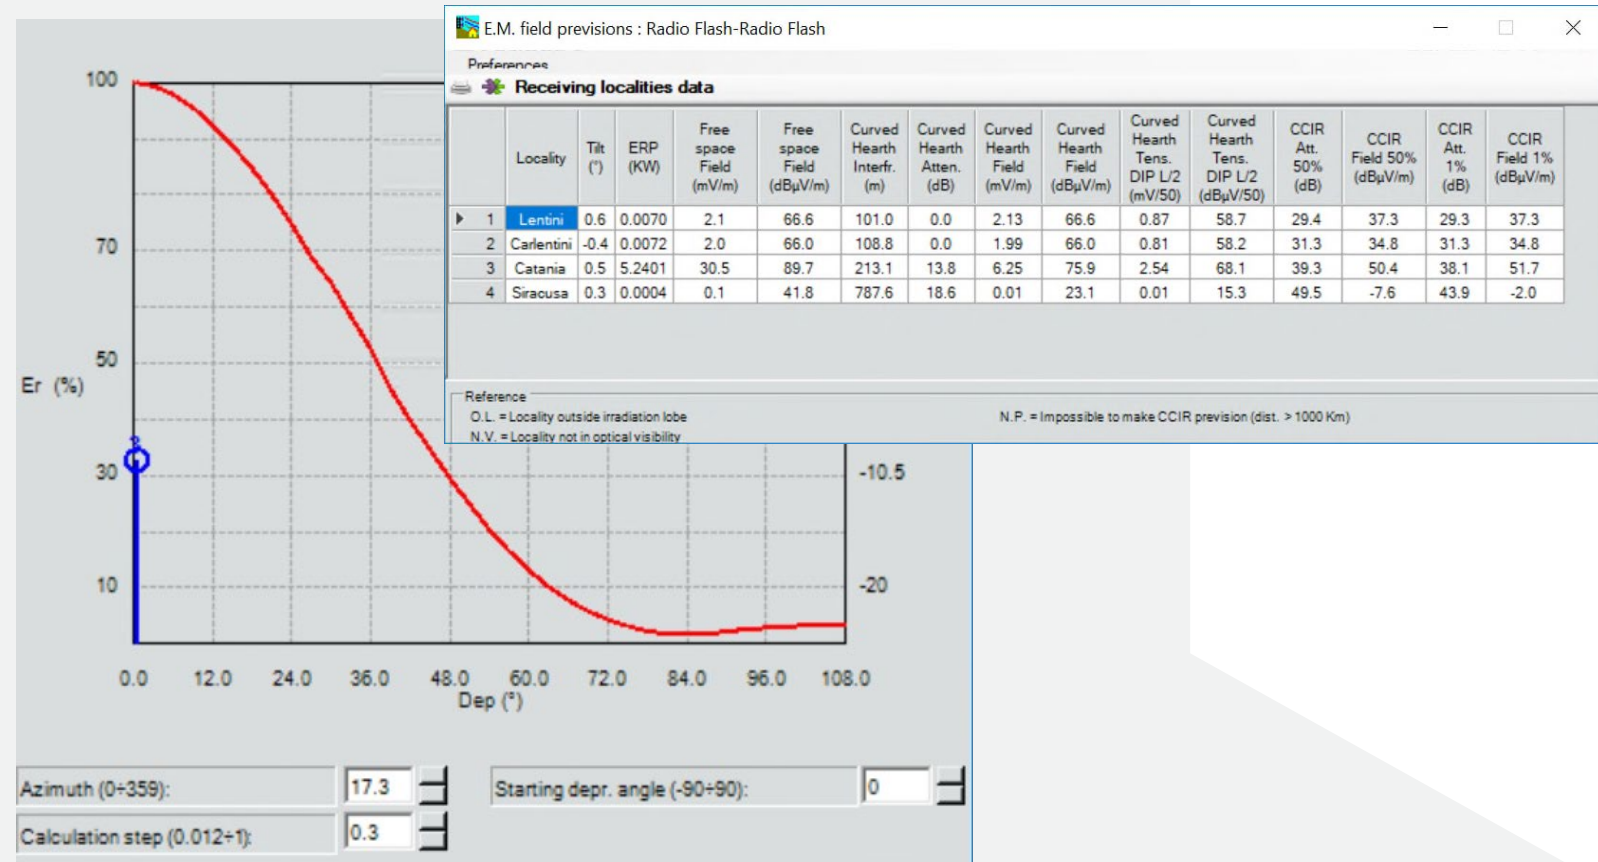 E.M. field previsions : Radio Flash-Radio Flash
Preferences
Receiving localities data
Locality Tilt (°) ERP (KW) Free space Field (mV/m) Free space Field (dBµV/m) Curved Hearth Interfr. (m) Curved Hearth Atten. (dB) Curved Hearth Field (mV/m) Curved Hearth Field (dBµV/m) Curved Hearth Tens. DIP L/2 (mV/50) Curved Hearth Tens. DIP L/2 (dBµV/50) CCIR Att. 50% (dB) CCIR Field 50% (dBµV/m) CCIR Att. 1% (dB) CCIR Field 1% (dBµV/m)
1 Lentini 0.6 0.0070 2.1 66.6 101.0 0.0 2.13 66.6 0.87 58.7 29.4 37.3 29.3 37.3
2 Carlentini -0.4 0.0072 2.0 66.0 108.8 0.0 1.99 66.0 0.81 58.2 31.3 34.8 31.3 34.8
3 Catania 0.5 5.2401 30.5 89.7 213.1 13.8 6.25 75.9 2.54 68.1 39.3 50.4 38.1 51.7
4 Siracusa 0.3 0.0004 0.1 41.8 787.6 18.6 0.01 23.1 0.01 15.3 49.5 -7.6 43.9 -2.0
Reference
O.L. = Locality outside irradiation lobe
N.P. = Impossible to make CCIR prevision (dist. > 1000 Km)
N.V. = Locality not in optical visibility
100
70
50
Er (%)
30
10
-10.5
-20
0.0 12.0 24.0 36.0 48.0 60.0 72.0 84.0 96.0 108.0
Dep (°)
Azimuth (0÷359): 17.3
Starting depr. angle (-90÷90): 0
Calculation step (0.012÷1): 0.3